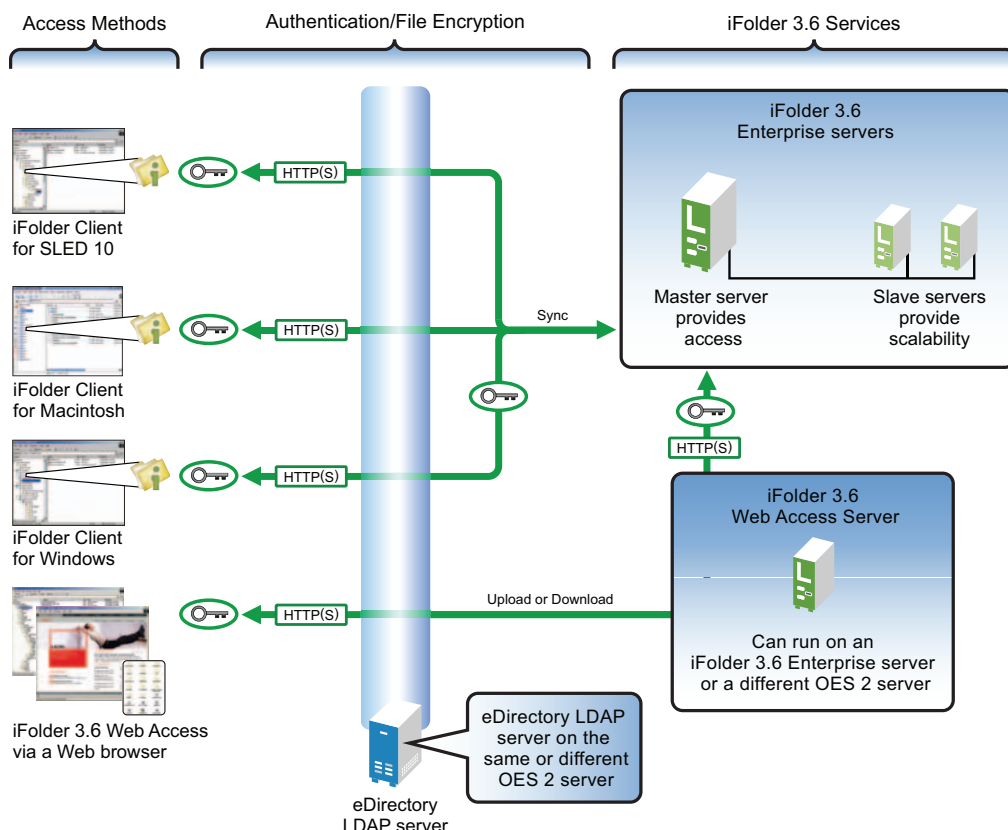 Access Methods
Authentication/File Encryption
iFolder 3.6 Services
iFolder Client
for SLED 10
HTTP(S)
iFolder 3.6
Enterprise servers
Master server
provides
access
Slave servers
provide
scalability
iFolder Client
for Macintosh
HTTP(S)
Sync
iFolder Client
for Windows
HTTP(S)
HTTP(S)
iFolder 3.6
Web Access Server
Can run on an
iFolder 3.6 Enterprise server
or a different OES 2 server
iFolder 3.6 Web Access
via a Web browser
HTTP(S)
Upload or Download
eDirectory LDAP
server on the
same or different
OES 2 server
eDirectory
LDAP server